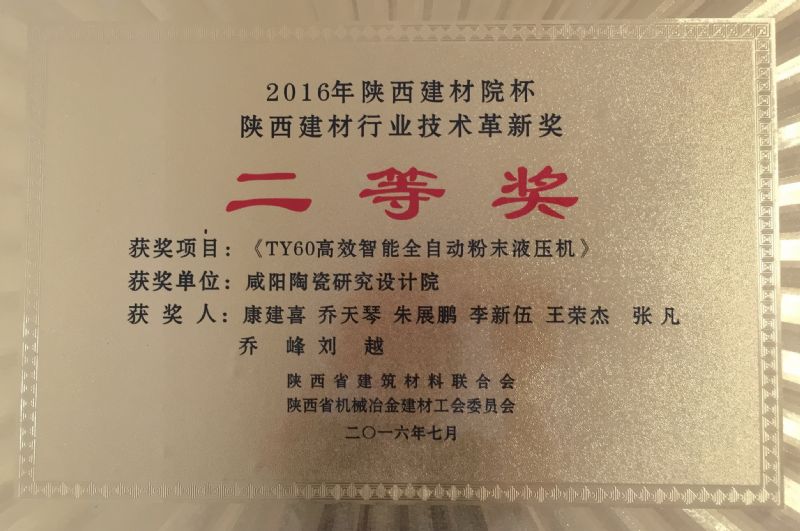 2016年陕西建材院杯
陕西建材行业技术革新奖
二等奖
获奖项目：《TY60高效智能全自动粉末液压机》
获奖单位：咸阳陶瓷研究设计院
获奖人：康建喜 乔天琴 朱展鹏 李新伍 王荣杰 张凡
乔峰 刘越
陕西省建筑材料联合会
陕西省机械冶金建材工会委员会
二〇一六年七月